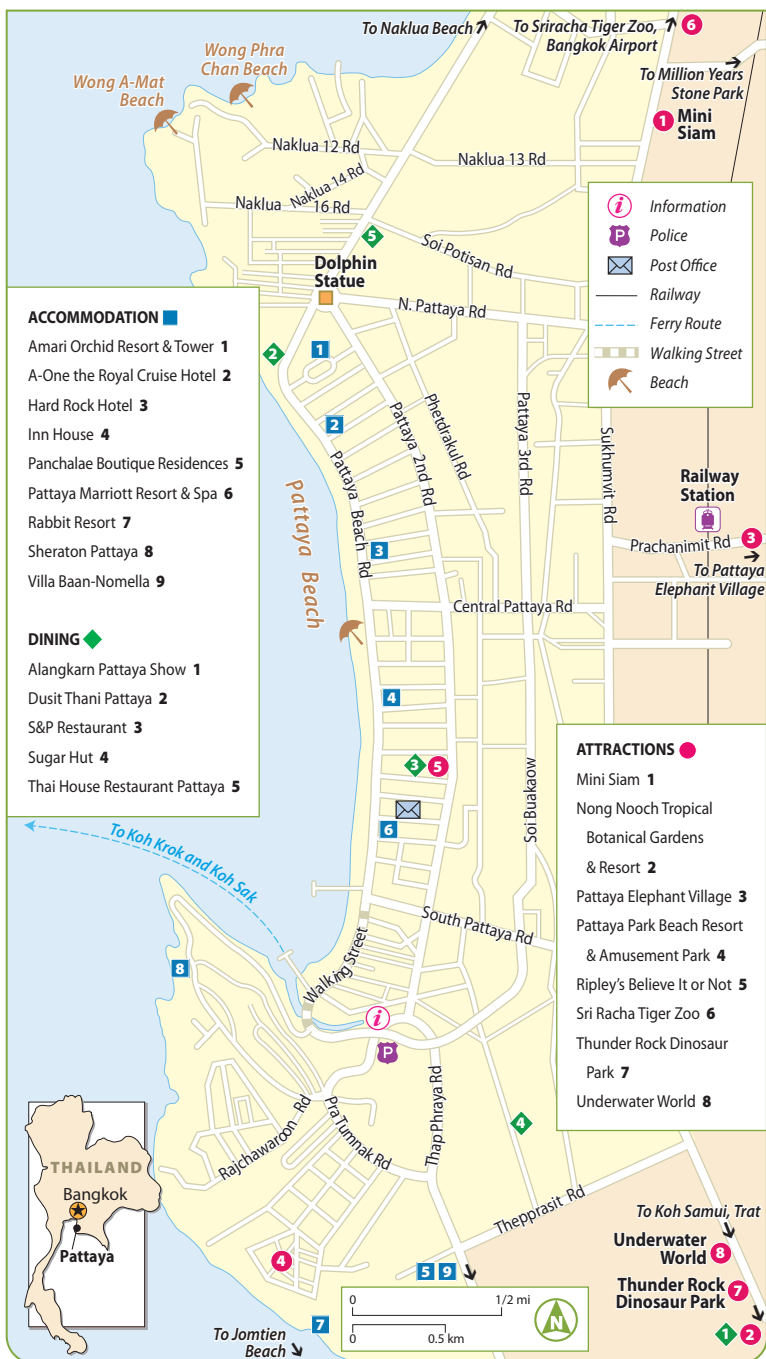 To Naklua Beach
To Sriracha Tiger Zoo,
Bangkok Airport
6
Wong Phra
Chan Beach
Wong A-Mat
Beach
To Million Years
Stone Park
1 Mini
Siam
Naklua 12 Rd
Naklua 13 Rd
Naklua 14 Rd
Naklua 16 Rd
5
Soi Potisan Rd
Dolphin
Statue
N. Pattaya Rd
i Information
P Police
Post Office
Railway
Ferry Route
Walking Street
Beach
ACCOMMODATION
Amari Orchid Resort & Tower 1
A-One the Royal Cruise Hotel 2
Hard Rock Hotel 3
Inn House 4
Panchalae Boutique Residences 5
Pattaya Marriott Resort & Spa 6
Rabbit Resort 7
Sheraton Pattaya 8
Villa Baan-Nomella 9
DINING
Alangkarn Pattaya Show 1
Dusit Thani Pattaya 2
S&P Restaurant 3
Sugar Hut 4
Thai House Restaurant Pattaya 5
2
1
2
Pattaya Beach Rd
Pattaya 2nd Rd
Phetdrakul Rd
Pattaya 3rd Rd
Sukhumvit Rd
Pattaya Beach
Railway
Station
3
Prachanimit Rd
3
To Pattaya
Elephant Village
Central Pattaya Rd
4
3
5
6
Soi Buakaow
To Koh Krok and Koh Sak
South Pattaya Rd
Walking Street
8
i
P
ATTRACTIONS
Mini Siam 1
Nong Nooch Tropical
Botanical Gardens
& Resort 2
Pattaya Elephant Village 3
Pattaya Park Beach Resort
& Amusement Park 4
Ripley's Believe It or Not 5
Sri Racha Tiger Zoo 6
Thunder Rock Dinosaur
Park 7
Underwater World 8
Rajchawaroon Rd
Pra Tumnak Rd
Thap Phraya Rd
4
Thepprasit Rd
To Koh Samui, Trat
Underwater
World 8
Thunder Rock
Dinosaur Park 7
1
2
4
5
9
7
To Jomtien
Beach
0
1/2 mi
0
0.5 km
N
THAILAND
Bangkok
Pattaya